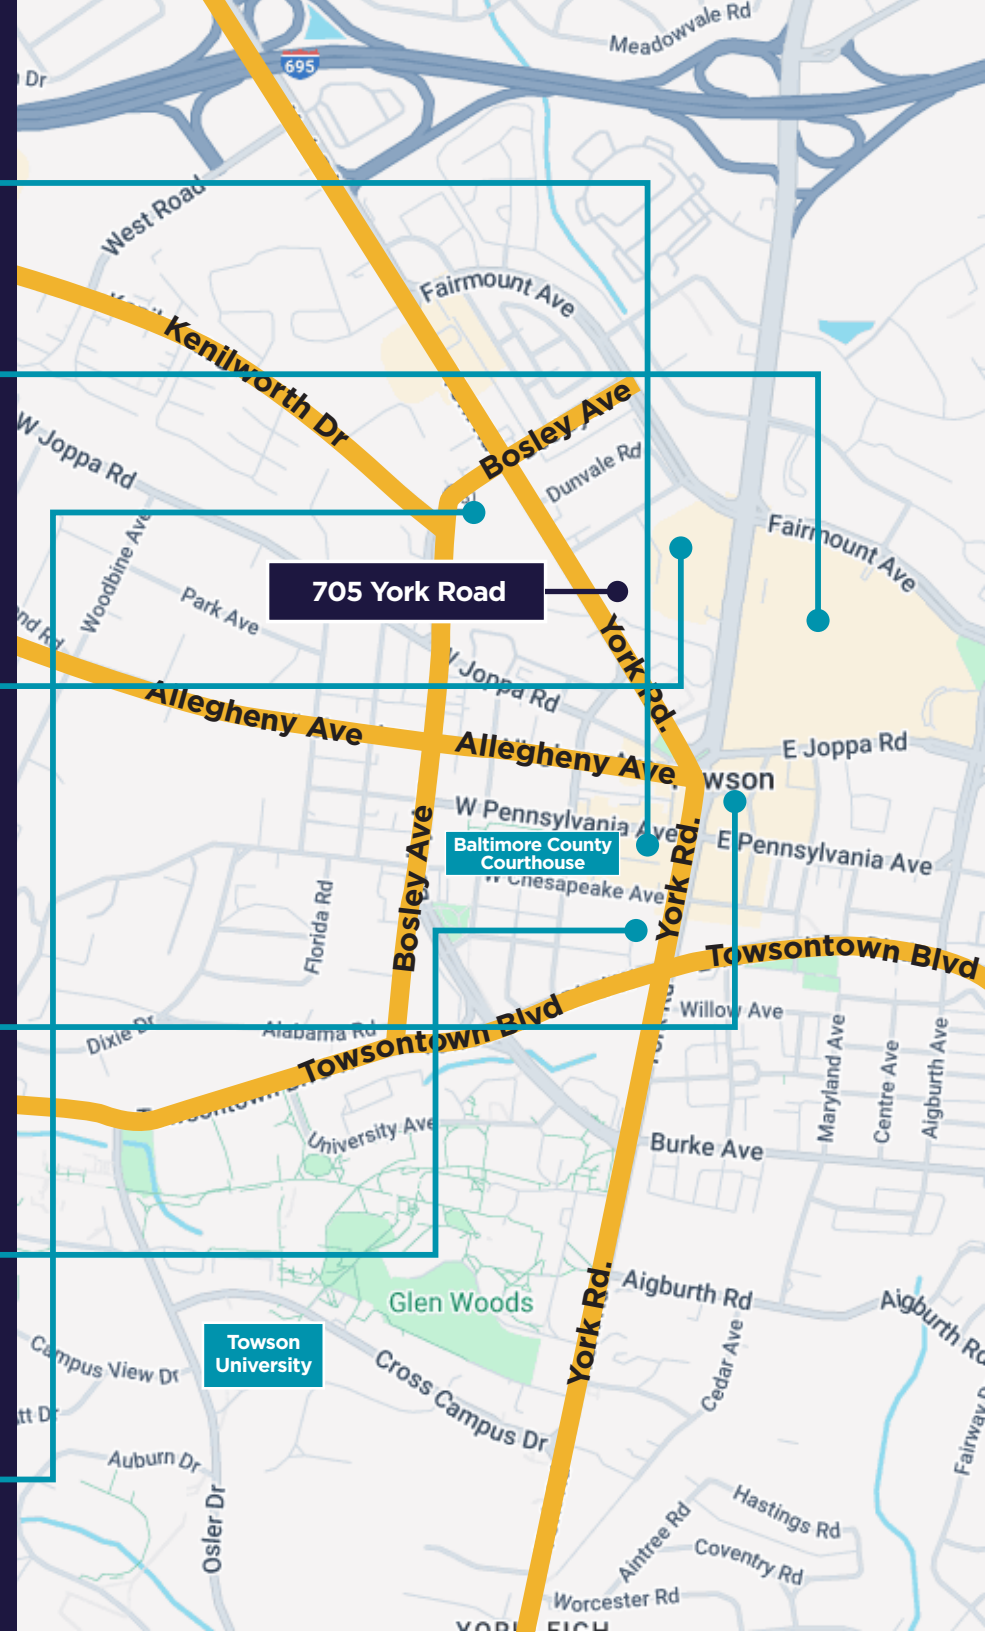 Meadowvale Rd
695
Dr
West Road
Fairmount Ave
Kenilworth Dr
Bosley Ave
W Joppa Rd
Dunvale Rd
Fairmount Ave
Woodbine Ave
705 York Road
Park Ave
York Rd.
W Joppa Rd
Allegheny Ave
Allegheny Ave
E Joppa Rd
wson
W Pennsylvania Ave
Baltimore County
Courthouse
E Pennsylvania Ave
W Chesapeake Ave
Bosley Ave
York Rd.
Florida Rd
Towsontown Blvd
Willow Ave
Dixie Dr
Alabama Rd
Towsontown Blvd
Maryland Ave
Centre Ave
Aigburth Ave
University Ave
Burke Ave
York Rd.
Aigburth Rd
Aigburth Rd
Glen Woods
Towson
University
Campus View Dr
Cross Campus Dr
Cedar Ave
Fairway D
tt Dr
Auburn Dr
Osler Dr
Hastings Rd
Aintree Rd
Coventry Rd
Worcester Rd